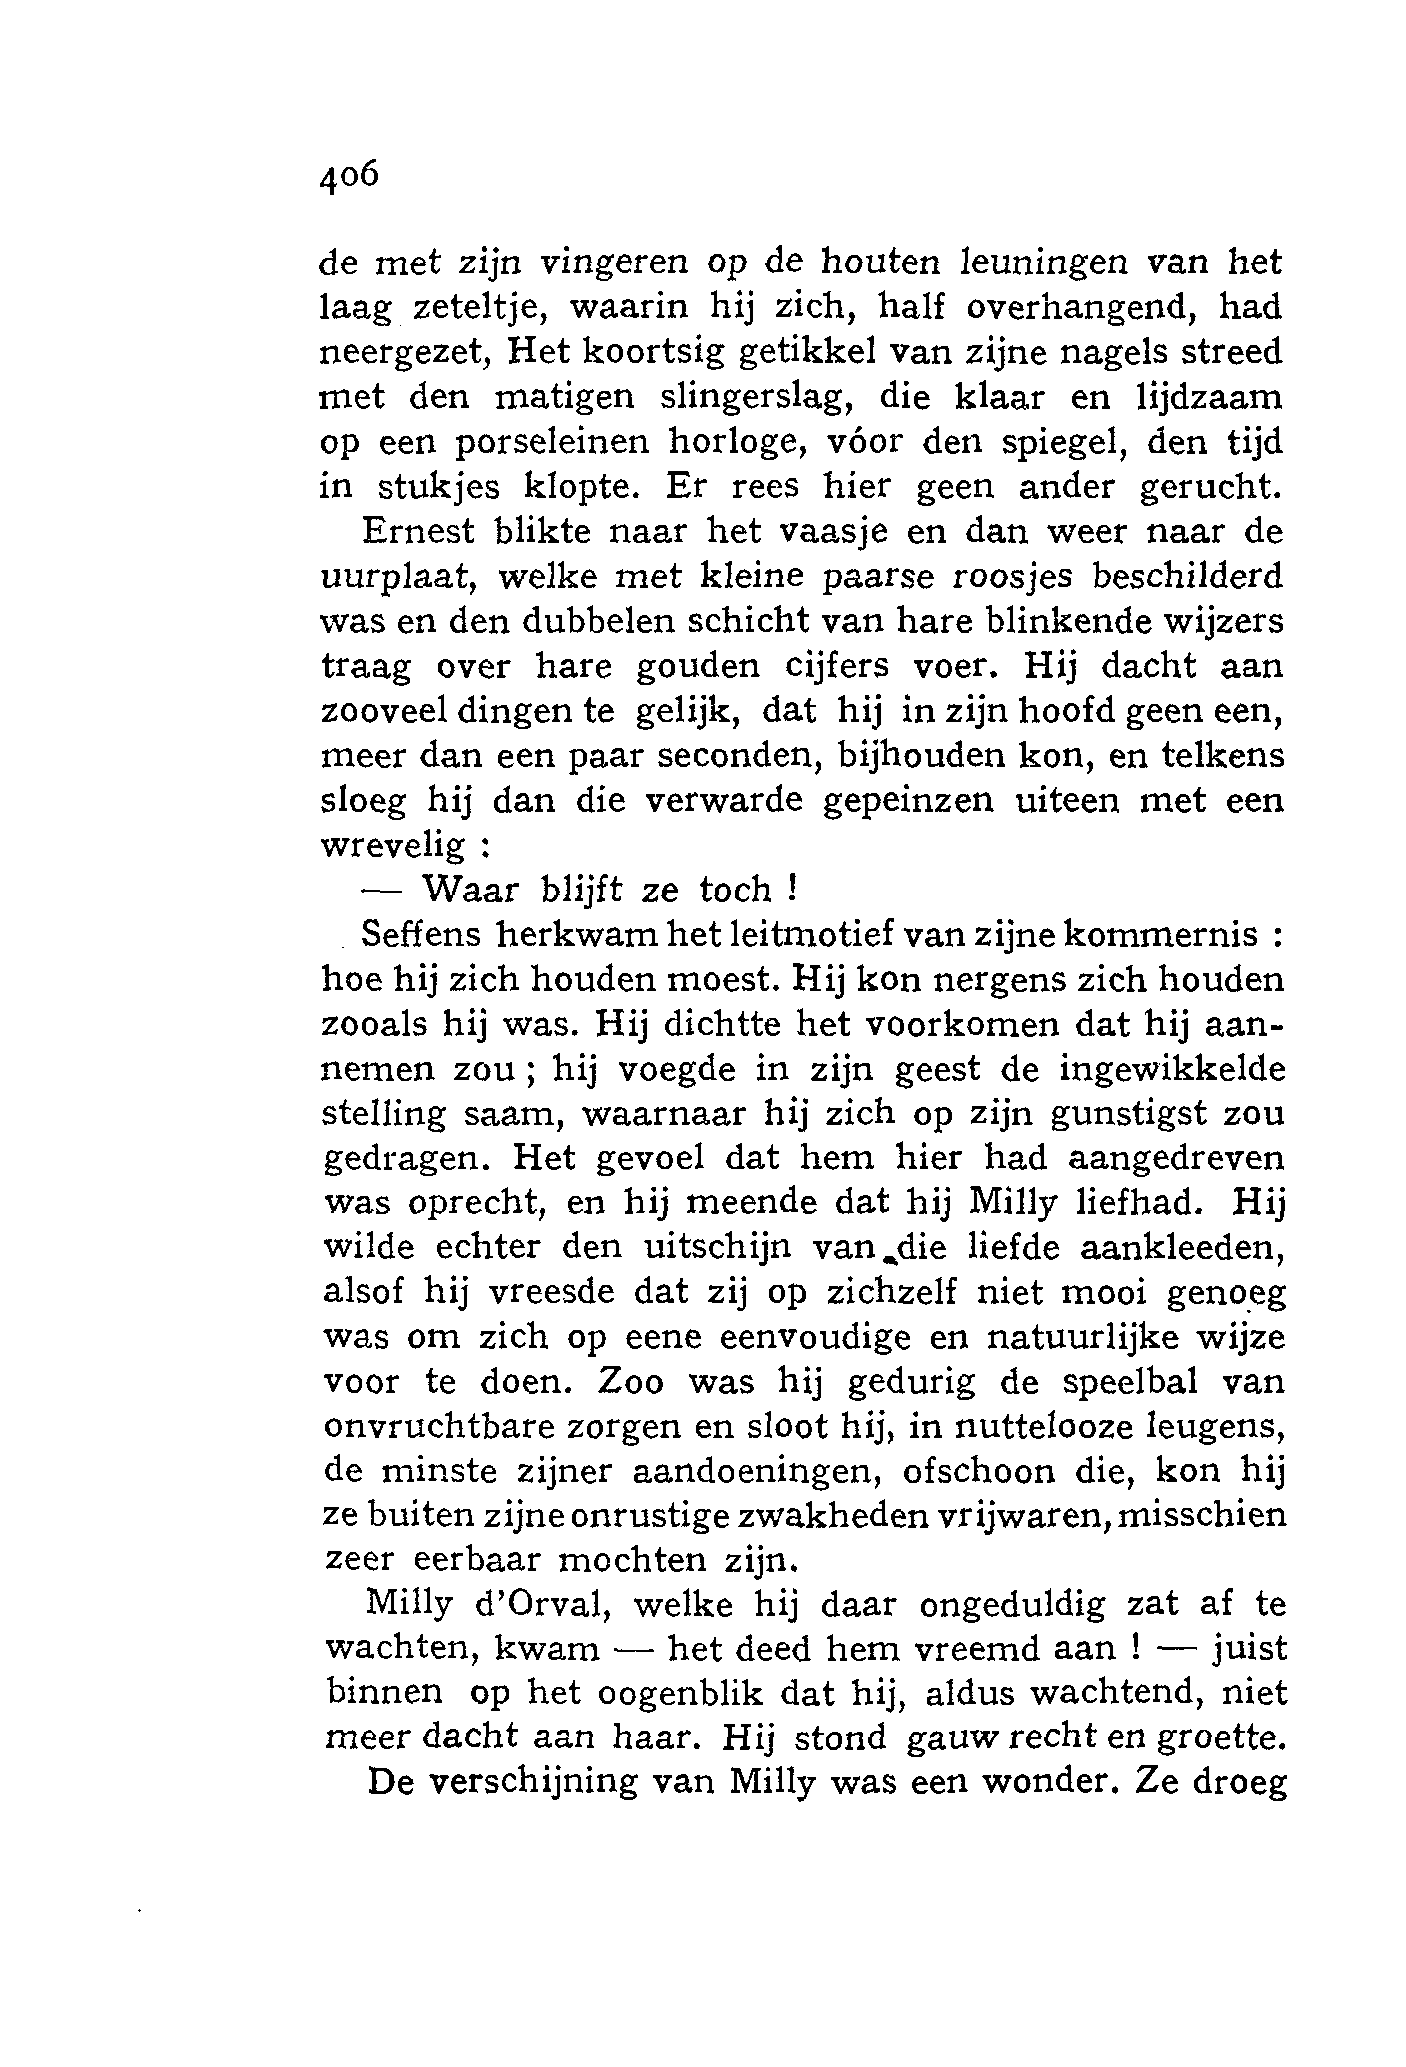 406
de met zijn vingeren op de houten leuningen van het
laag zeteltje, waarin hij zich, half overhangend, had
neergezet, Het koortsig getikkel van zijne nagels streed
met den matigen slingerslag, die klaar en lijdzaam
op een porseleinen horloge, vóor den spiegel, den tijd
in stukjes klopte. Er rees hier geen ander gerucht.
Ernest blikte naar het vaasje en dan weer naar de
uurplaat, welke met kleine paarse roosjes beschilderd
was en den dubbelen schicht van hare blinkende wijzers
traag over hare gouden cijfers voer. Hij dacht aan
zooveel dingen te gelijk, dat hij in zijn hoofd geen een,
meer dan een paar seconden, bijhouden kon, en telkens
sloeg hij dan die verwarde gepeinzen uiteen met een
wrevelig :
— Waar blijft ze toch !
Seffens herkwam het leitmotief van zijne kommernis :
hoe hij zich houden moest. Hij kon nergens zich houden
zooals hij was. Hij dichtte het voorkomen dat hij aan-
nemen zou ; hij voegde in zijn geest de ingewikkelde
stelling saam, waarnaar hij zich op zijn gunstigst zou
gedragen. Het gevoel dat hem hier had aangedreven
was oprecht, en hij meende dat hij Milly liefhad. Hij
wilde echter den uitschijn van die liefde aankleeden,
alsof hij vreesde dat zij op zichzelf niet mooi genoeg
was om zich op eene eenvoudige en natuurlijke wijze
voor te doen. Zoo was hij gedurig de speelbal van
onvruchtbare zorgen en sloot hij, in nuttelooze leugens,
de minste zijner aandoeningen, ofschoon die, kon hij
ze buiten zijne onrustige zwakheden vrijwaren, misschien
zeer eerbaar mochten zijn.
Milly d'Orval, welke hij daar ongeduldig zat af te
wachten, kwam — het deed hem vreemd aan ! — juist
binnen op het oogenblik dat hij, aldus wachtend, niet
meer dacht aan haar. Hij stond gauw recht en groette.
De verschijning van Milly was een wonder. Ze droeg